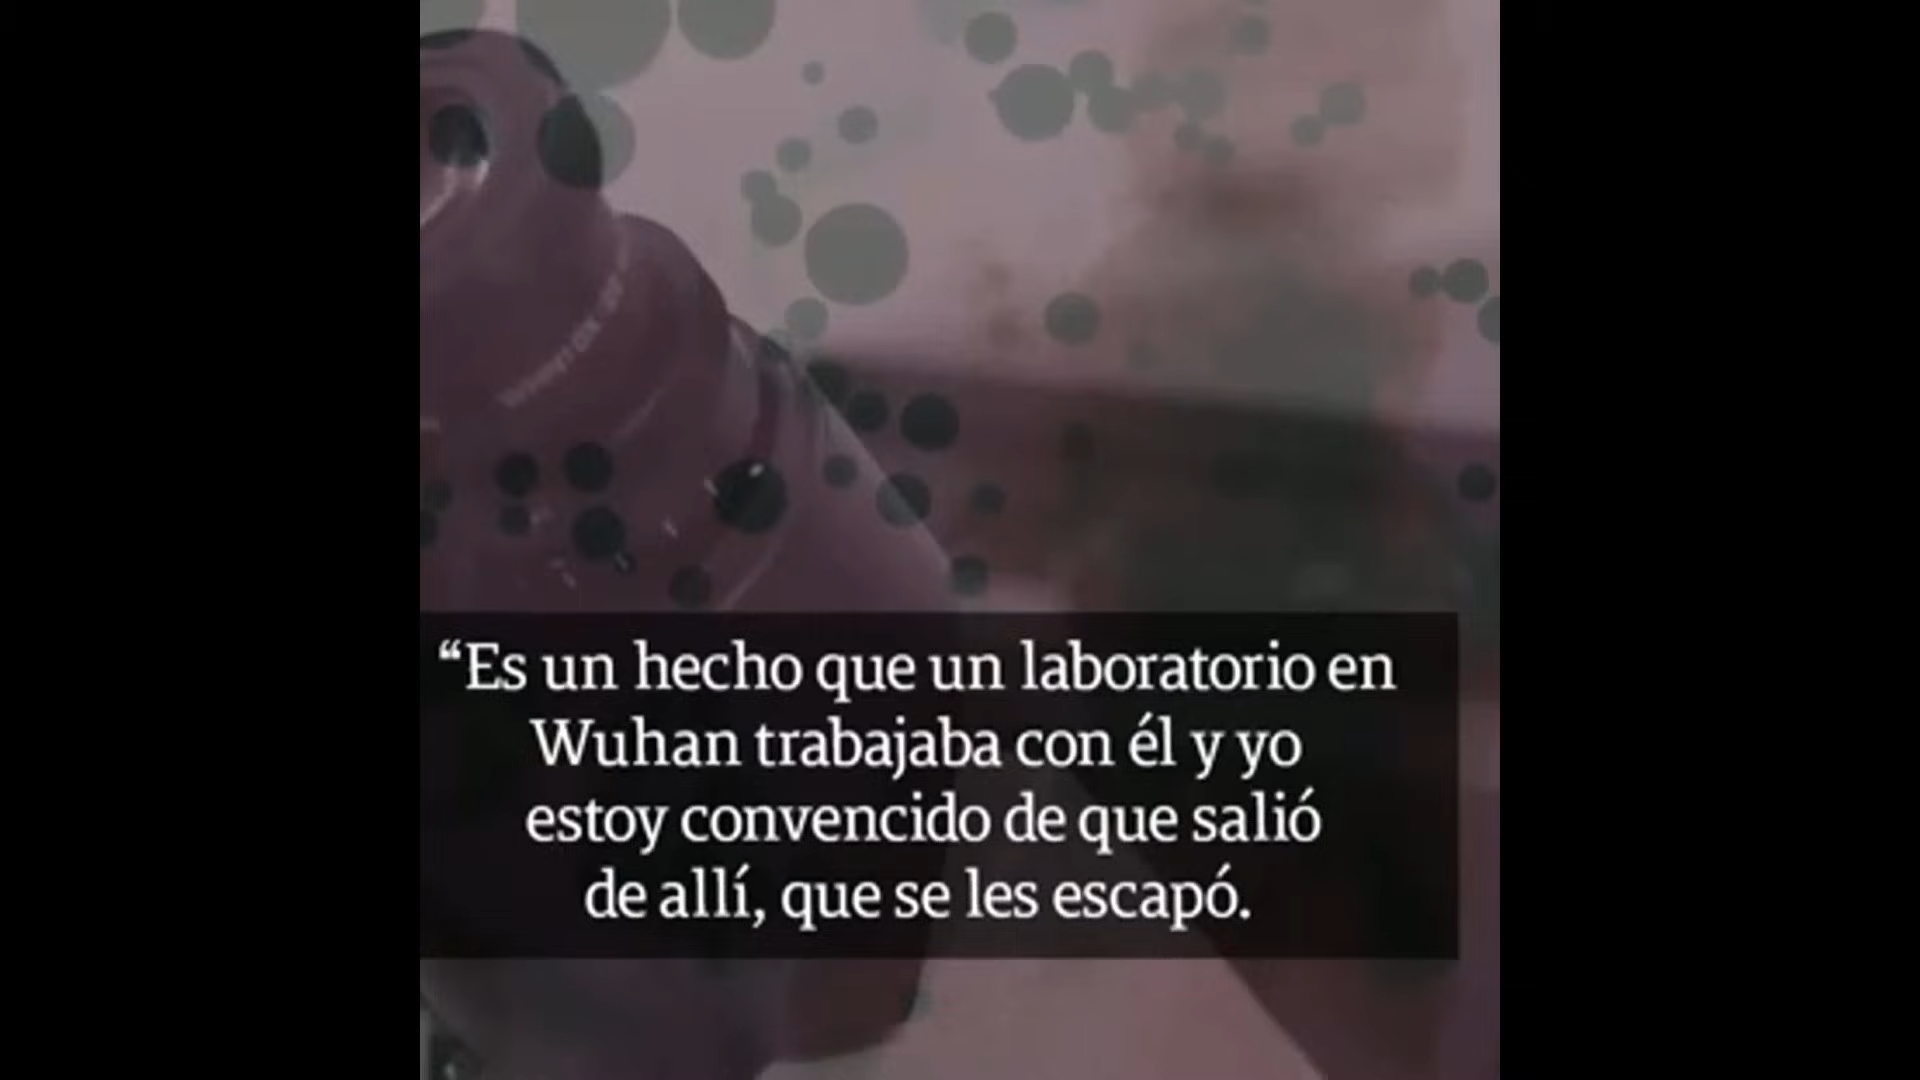 “Es un hecho que un laboratorio en
Wuhan trabajaba con él y yo
estoy convencido de que salió
de allí, que se les escapó.